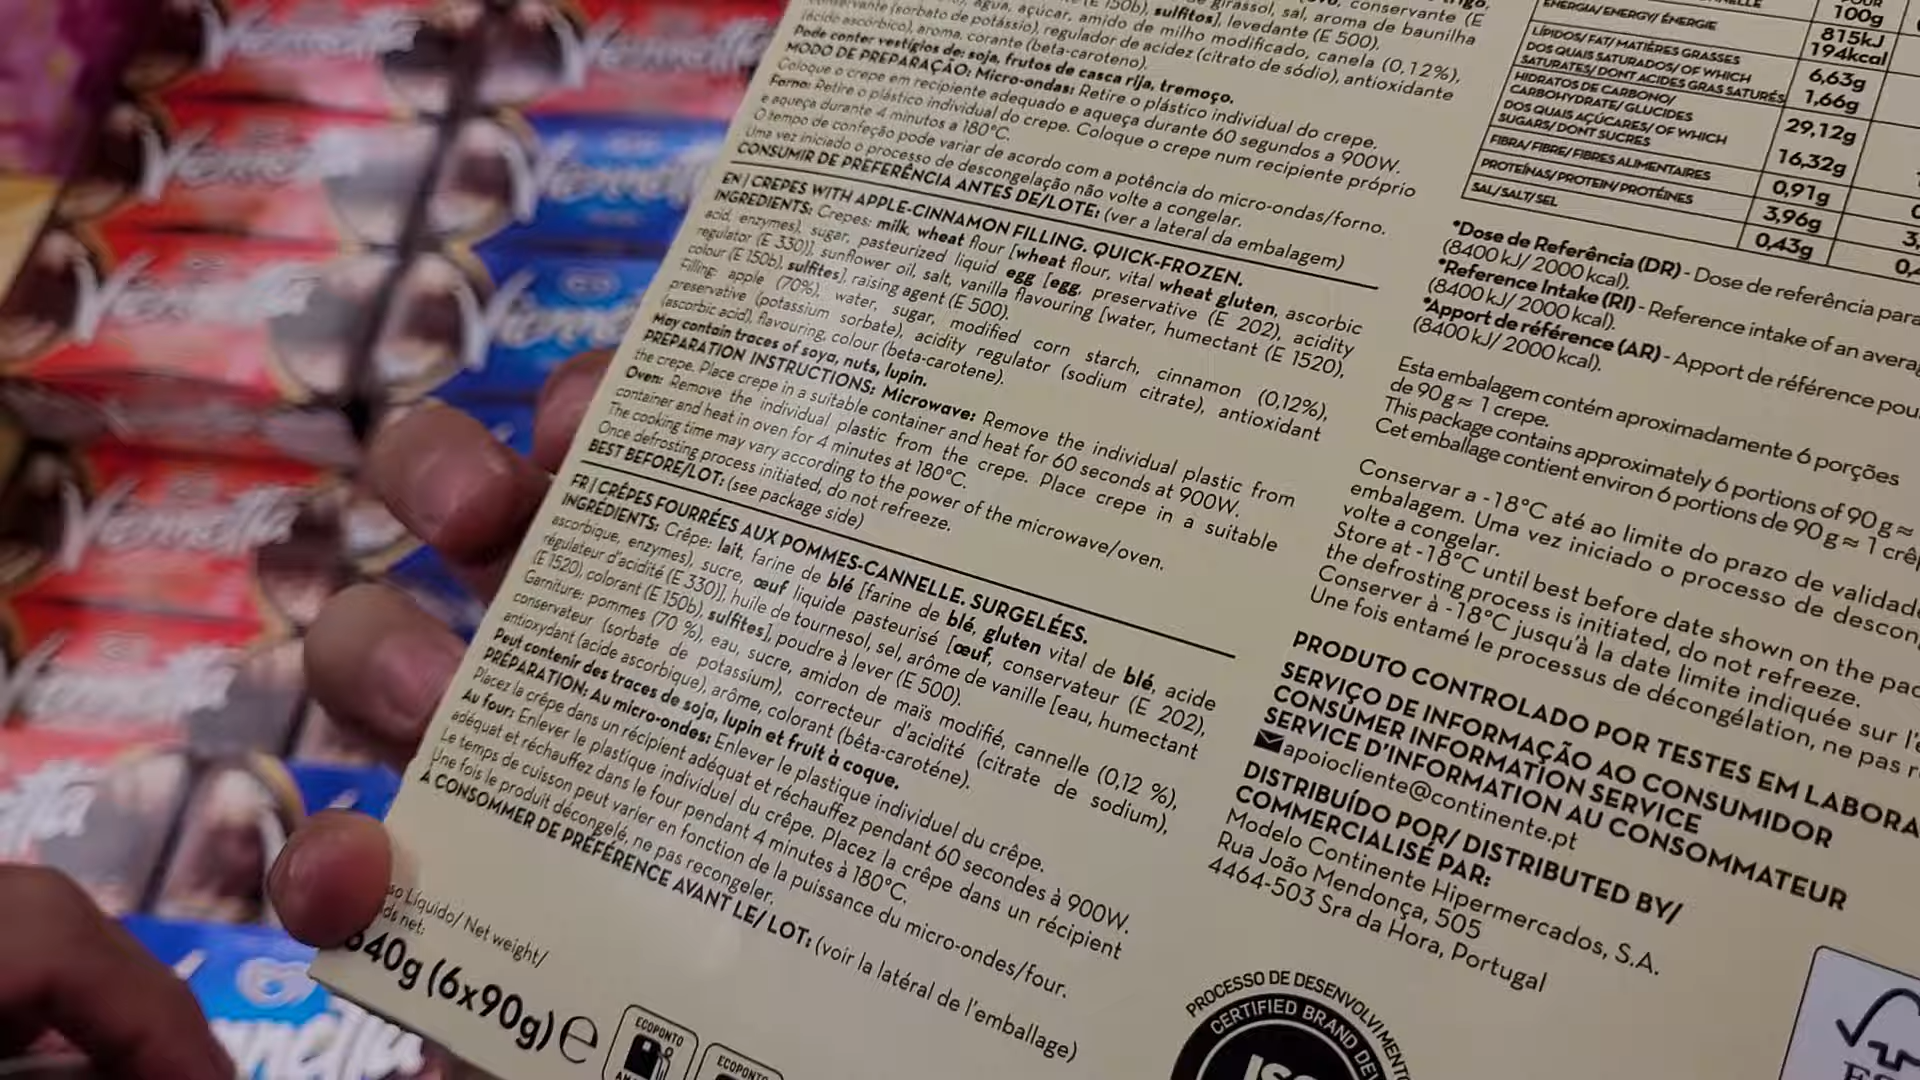 (E 150b), sulfitos], levedante (E 500).
água, açúcar, amido de milho modificado, canela (0,12%),
(sorbato de potássio), regulador de acidez (citrato de sódio), antioxidante
(ácido ascórbico), aroma, corante (beta-caroteno).
Pode conter vestígios de: soja, frutos de casca rija, tremoço.
MODO DE PREPARAÇÃO: Micro-ondas: Retire o plástico individual do crepe.
Coloque o crepe em recipiente adequado e aqueça durante 60 segundos a 900W.
Forno: Retire o plástico individual do crepe. Coloque o crepe num recipiente próprio
e aqueça durante 4 minutos a 180°C.
O tempo de confeção pode variar de acordo com a potência do micro-ondas/forno.
Uma vez iniciado o processo de descongelação não volte a congelar.
CONSUMIR DE PREFERÊNCIA ANTES DE/LOTE: (ver a lateral da embalagem)
EN | CREPES WITH APPLE-CINNAMON FILLING. QUICK-FROZEN.
INGREDIENTS: Crepes: milk, wheat flour [wheat flour, vital wheat gluten, ascorbic
acid, enzymes), sugar, pasteurized liquid egg [egg, preservative (E 202), acidity
regulator (E 330)], sunflower oil, salt, vanilla flavouring [water, humectant (E 1520),
colour (E 150b), sulfites], raising agent (E 500).
Filling: apple (70%), water, sugar, modified corn starch, cinnamon (0,12%),
preservative (potassium sorbate), acidity regulator (sodium citrate), antioxidant
(ascorbic acid), flavouring, colour (beta-carotene).
May contain traces of soya, nuts, lupin.
PREPARATION INSTRUCTIONS: Microwave: Remove the individual plastic from
the crepe. Place crepe in a suitable container and heat for 60 seconds at 900W.
Oven: Remove the individual plastic from the crepe. Place crepe in a suitable
container and heat in oven for 4 minutes at 180°C.
The cooking time may vary according to the power of the microwave/oven.
Once defrosting process initiated, do not refreeze.
BEST BEFORE/LOT: (see package side)
FR | CRÊPES FOURRÉES AUX POMMES-CANNELLE. SURGELÉES.
INGRÉDIENTS: Crêpe: lait, farine de blé [farine de blé, gluten vital de blé, acide
ascorbique, enzymes), sucre, œuf liquide pasteurisé [œuf, conservateur (E 202),
régulateur d'acidité (E 330)], huile de tournesol, sel, arôme de vanille [eau, humectant
(E 1520), colorant (E 150b), sulfites], poudre à lever (E 500).
Garniture: pommes (70 %), eau, sucre, amidon de maïs modifié, cannelle (0,12 %),
conservateur (sorbate de potassium), correcteur d'acidité (citrate de sodium),
antioxydant (acide ascorbique), arôme, colorant (bêta-caroténe).
Peut contenir des traces de soja, lupin et fruit à coque.
PRÉPARATION: Au micro-ondes: Enlever le plastique individuel du crêpe.
Placez la crêpe dans un récipient adéquat et réchauffez pendant 60 secondes à 900W.
Au four: Enlever le plastique individuel du crêpe. Placez la crêpe dans un récipient
adéquat et réchauffez dans le four pendant 4 minutes à 180°C.
Le temps de cuisson peut varier en fonction de la puissance du micro-ondes/four.
Une fois le produit décongelé, ne pas recongeler.
À CONSOMMER DE PRÉFÉRENCE AVANT LE/ LOT: (voir la latéral de l'emballage)
Líquido/ Net weight/
net:
540g (6x90g) e
ECOPONTO
ECOPONTO
100g
ENERGIA/ ENERGY/ ÉNERGIE 815kJ
194kcal
LÍPIDOS/ FAT/ MATIÈRES GRASSES 6,63g
DOS QUAIS SATURADOS/ OF WHICH
SATURATES/ DONT ACIDES GRAS SATURÉS 1,66g
HIDRATOS DE CARBONO/
CARBOHYDRATE/ GLUCIDES 29,12g
DOS QUAIS AÇÚCARES/ OF WHICH
SUGARS/ DONT SUCRES 16,32g
FIBRA/ FIBRE/ FIBRES ALIMENTAIRES 0,91g
PROTEÍNAS/ PROTEIN/ PROTÉINES 3,96g
SAL/ SALT/ SEL 0,43g
*Dose de Referência (DR) - Dose de referência para
(8400 kJ/ 2000 kcal).
*Reference Intake (RI) - Reference intake of an
(8400 kJ/ 2000 kcal).
*Apport de référence (AR) - Apport de référence
(8400 kJ/ 2000 kcal).
Esta embalagem contém aproximadamente 6 porções
de 90 g ≈ 1 crepe.
This package contains approximately 6 portions of 90 g ≈
Cet emballage contient environ 6 portions de 90 g ≈ 1
Conservar a -18°C até ao limite do prazo de
embalagem. Uma vez iniciado o processo de
volte a congelar.
Store at -18°C until best before date shown on the
the defrosting process is initiated, do not refreeze.
Conserver à -18°C jusqu'à la date limite indiquée sur
Une fois entamé le processus de décongélation, ne pas
PRODUTO CONTROLADO POR TESTES EM
SERVIÇO DE INFORMAÇÃO AO CONSUMIDOR
CONSUMER INFORMATION SERVICE
SERVICE D'INFORMATION AU CONSOMMATEUR
apoiocliente@continente.pt
DISTRIBUÍDO POR/ DISTRIBUTED BY/
COMMERCIALISÉ PAR:
Modelo Continente Hipermercados, S.A.
Rua João Mendonça, 505
4464-503 Sra da Hora, Portugal
PROCESSO DE DESENVOLVIMENTO
CERTIFIED BRAND
Viennetta
Viennetta
Viennetta
Viennetta